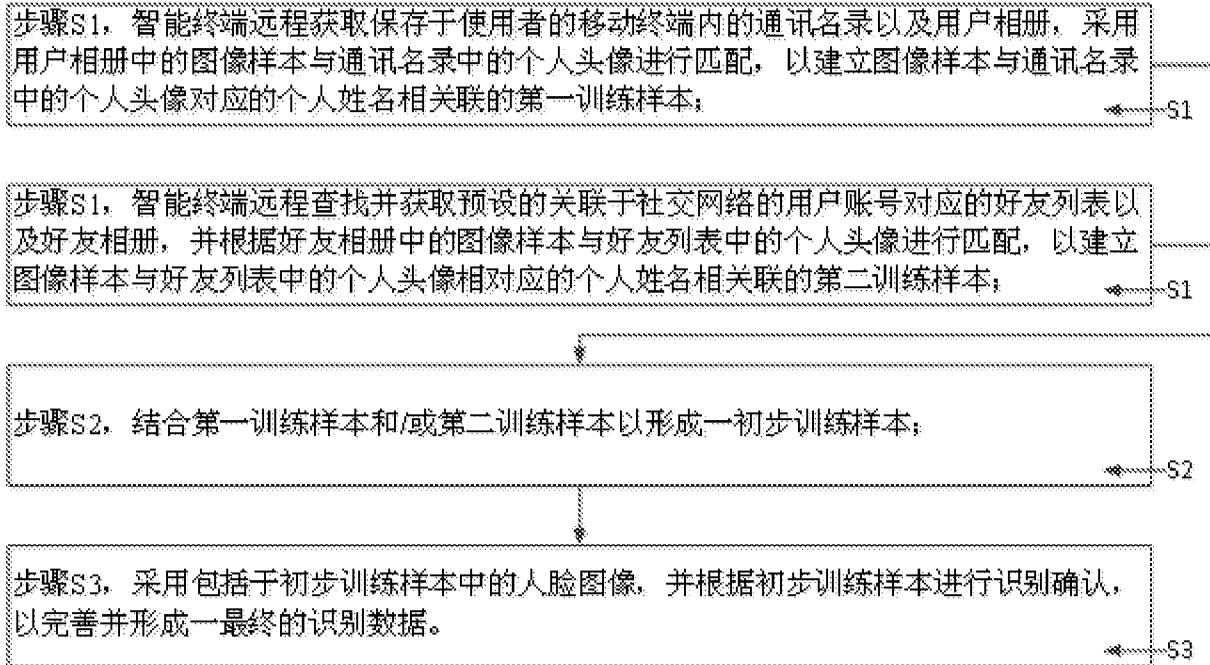 步骤S1，智能终端远程获取保存于使用者的移动终端内的通讯名录以及用户相册，采用
用户相册中的图像样本与通讯名录中的个人头像进行匹配，以建立图像样本与通讯名录
中的个人头像对应的个人姓名相关联的第一训练样本；
S1
步骤S1，智能终端远程查找并获取预设的关联于社交网络的用户账号对应的好友列表以
及好友相册，并根据好友相册中的图像样本与好友列表中的个人头像进行匹配，以建立
图像样本与好友列表中的个人头像相对应的个人姓名相关联的第二训练样本；
S1
步骤S2，结合第一训练样本和/或第二训练样本以形成一初步训练样本；
S2
步骤S3，采用包括于初步训练样本中的人脸图像，并根据初步训练样本进行识别确认，
以完善并形成一最终的识别数据。
S3